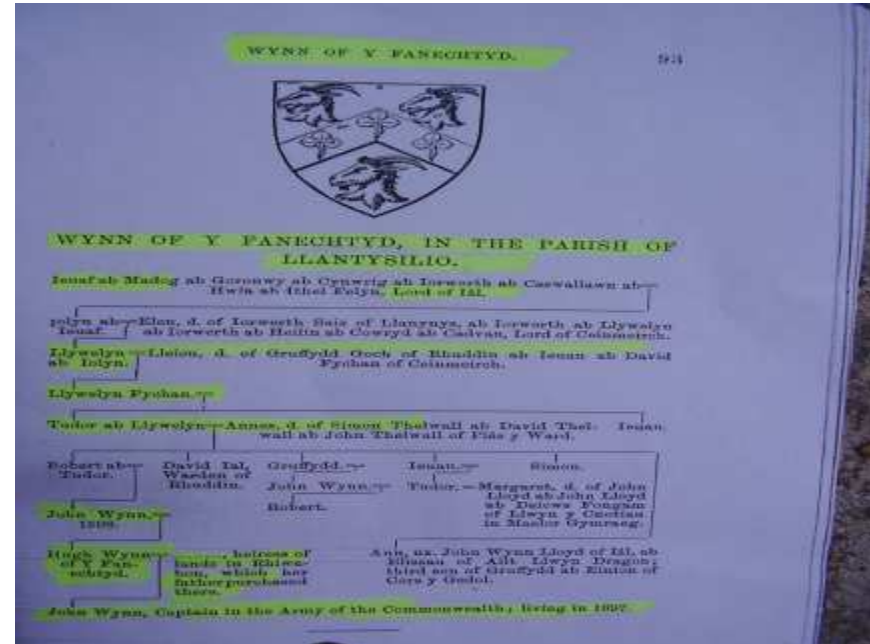 WYNN OF Y FANECHTYD. 93
WYNN OF Y FANECHTYD, IN THE PARISH OF
LLANTYSILIO.
Ieuaf ab Madog ab Goronwy ab Cynwrig ab Iorworth ab Caswallawn ab
Hwfa ab Ithel Felyn, Lord of Iâl.
Iolyn ab Elen, d. of Iorworth Sais of Llanynys, ab Iorworth ab Llywelyn
Ieuaf. ab Iorwerth ab Heilin ab Cowryd ab Cadvan, Lord of Ceinmeirch.
Llywelyn Lleian, d. of Gruffydd Goch of Rhuddin ab Ieuan ab David
ab Iolyn. Fychan of Ceinmeirch.
Llywelyn Fychan.
Tudor ab Llywelyn Annes, d. of Simon Thelwall ab David Thel- Ieuan.
wall ab John Thelwall of Plâs y Ward.
Robert ab David Ial, Gruffydd. Ieuan. Simon.
Tudor. Warden of
Rhuddin. John Wynn. Tudor. Margaret, d. of John
Robert. Lloyd ab John Lloyd
ab Deicws Fongam
John Wynn, of Llwyn y Cnotiau
in Maelor Gymraeg.
Hugh Wynn heiress of Ann, ux. John Wynn Lloyd of Iâl, ab
of Y Fan- lands in Rhiwa- Elissau of Allt Llwyn Dragon;
echtyd. bon, which her third son of Gruffydd ab Einion of
father purchased Cors y Gedol.
there.
John Wynn, Captain in the Army of the Commonwealth; living in